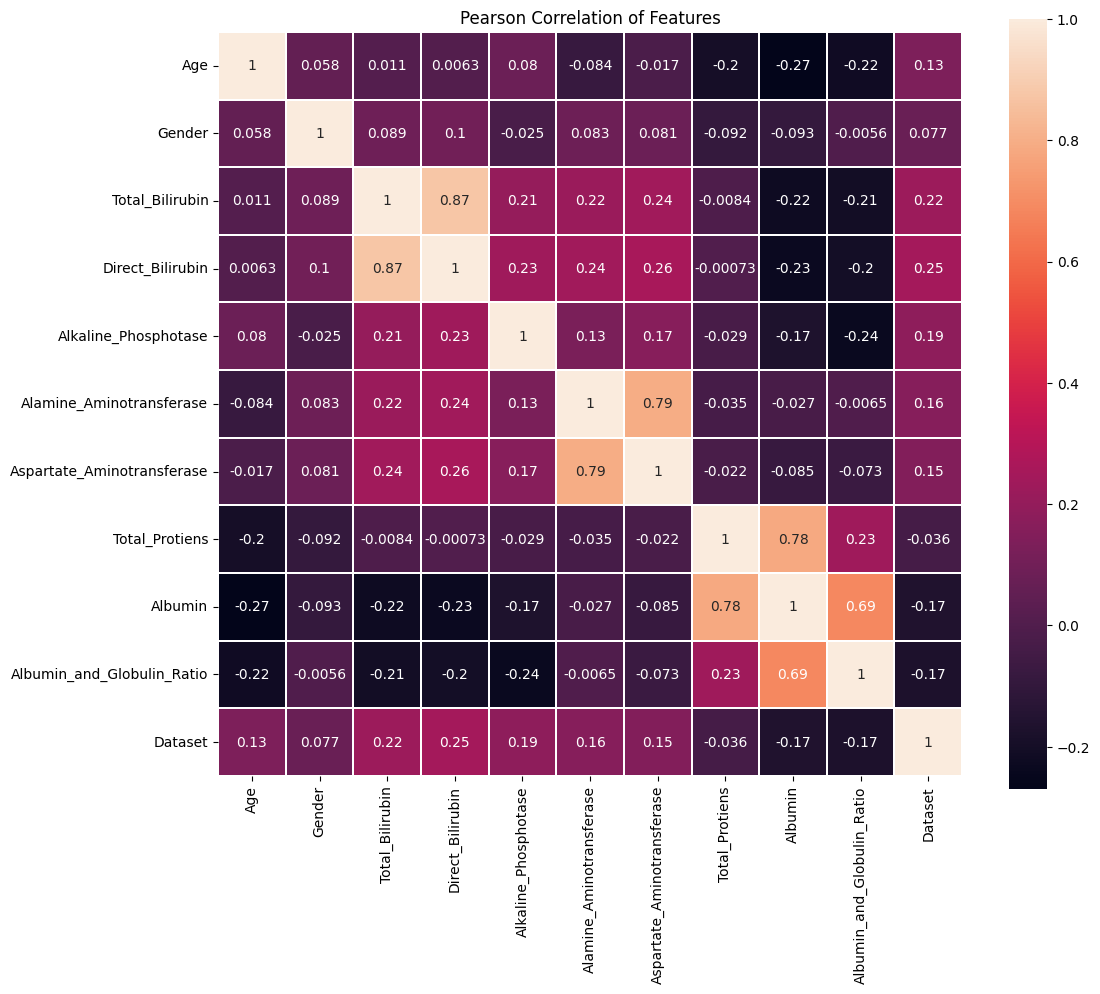 Pearson Correlation of Features
Age 1 0.058 0.011 0.0063 0.08 -0.084 -0.017 -0.2 -0.27 -0.22 0.13
Gender 0.058 1 0.089 0.1 -0.025 0.083 0.081 -0.092 -0.093 -0.0056 0.077
Total_Bilirubin 0.011 0.089 1 0.87 0.21 0.22 0.24 -0.0084 -0.22 -0.21 0.22
Direct_Bilirubin 0.0063 0.1 0.87 1 0.23 0.24 0.26 -0.00073 -0.23 -0.2 0.25
Alkaline_Phosphotase 0.08 -0.025 0.21 0.23 1 0.13 0.17 -0.029 -0.17 -0.24 0.19
Alamine_Aminotransferase -0.084 0.083 0.22 0.24 0.13 1 0.79 -0.035 -0.027 -0.0065 0.16
Aspartate_Aminotransferase -0.017 0.081 0.24 0.26 0.17 0.79 1 -0.022 -0.085 -0.073 0.15
Total_Protiens -0.2 -0.092 -0.0084 -0.00073 -0.029 -0.035 -0.022 1 0.78 0.23 -0.036
Albumin -0.27 -0.093 -0.22 -0.23 -0.17 -0.027 -0.085 0.78 1 0.69 -0.17
Albumin_and_Globulin_Ratio -0.22 -0.0056 -0.21 -0.2 -0.24 -0.0065 -0.073 0.23 0.69 1 -0.17
Dataset 0.13 0.077 0.22 0.25 0.19 0.16 0.15 -0.036 -0.17 -0.17 1
Age
Gender
Total_Bilirubin
Direct_Bilirubin
Alkaline_Phosphotase
Alamine_Aminotransferase
Aspartate_Aminotransferase
Total_Protiens
Albumin
Albumin_and_Globulin_Ratio
Dataset
1.0
0.8
0.6
0.4
0.2
0.0
−0.2